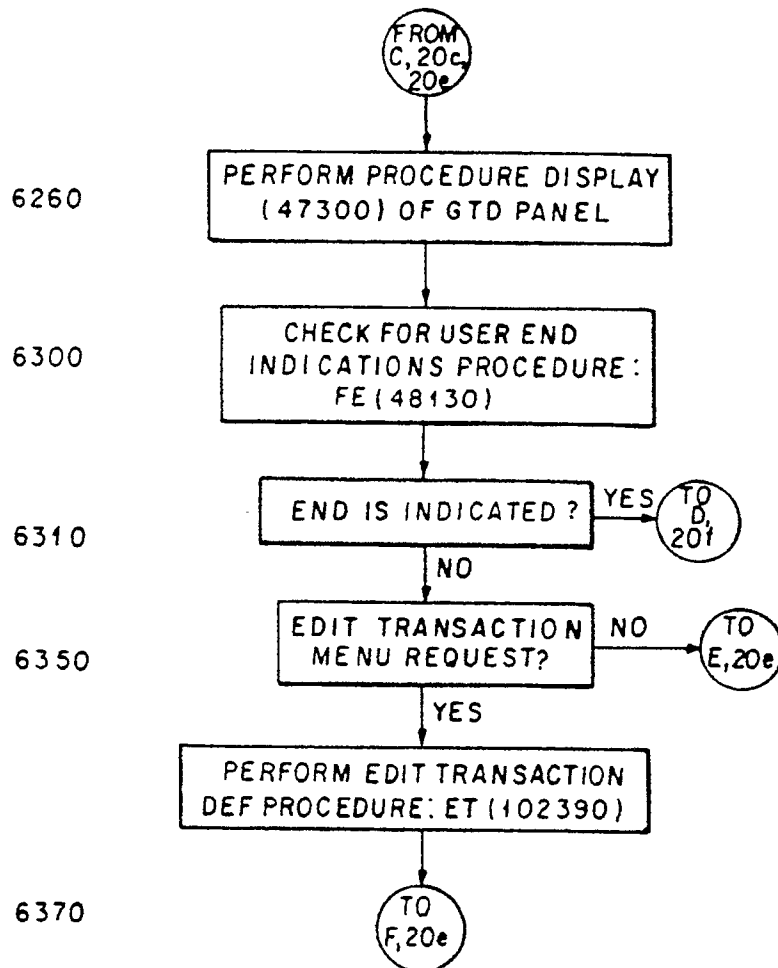 FROM
C, 20c,
20e
6260
PERFORM PROCEDURE DISPLAY
(47300) OF GTD PANEL
6300
CHECK FOR USER END
INDICATIONS PROCEDURE:
FE (48130)
6310
END IS INDICATED?
YES
TO
D,
20f
NO
6350
EDIT TRANSACTION
MENU REQUEST?
NO
TO
E, 20e
YES
PERFORM EDIT TRANSACTION
DEF PROCEDURE: ET (102390)
6370
TO
F, 20e